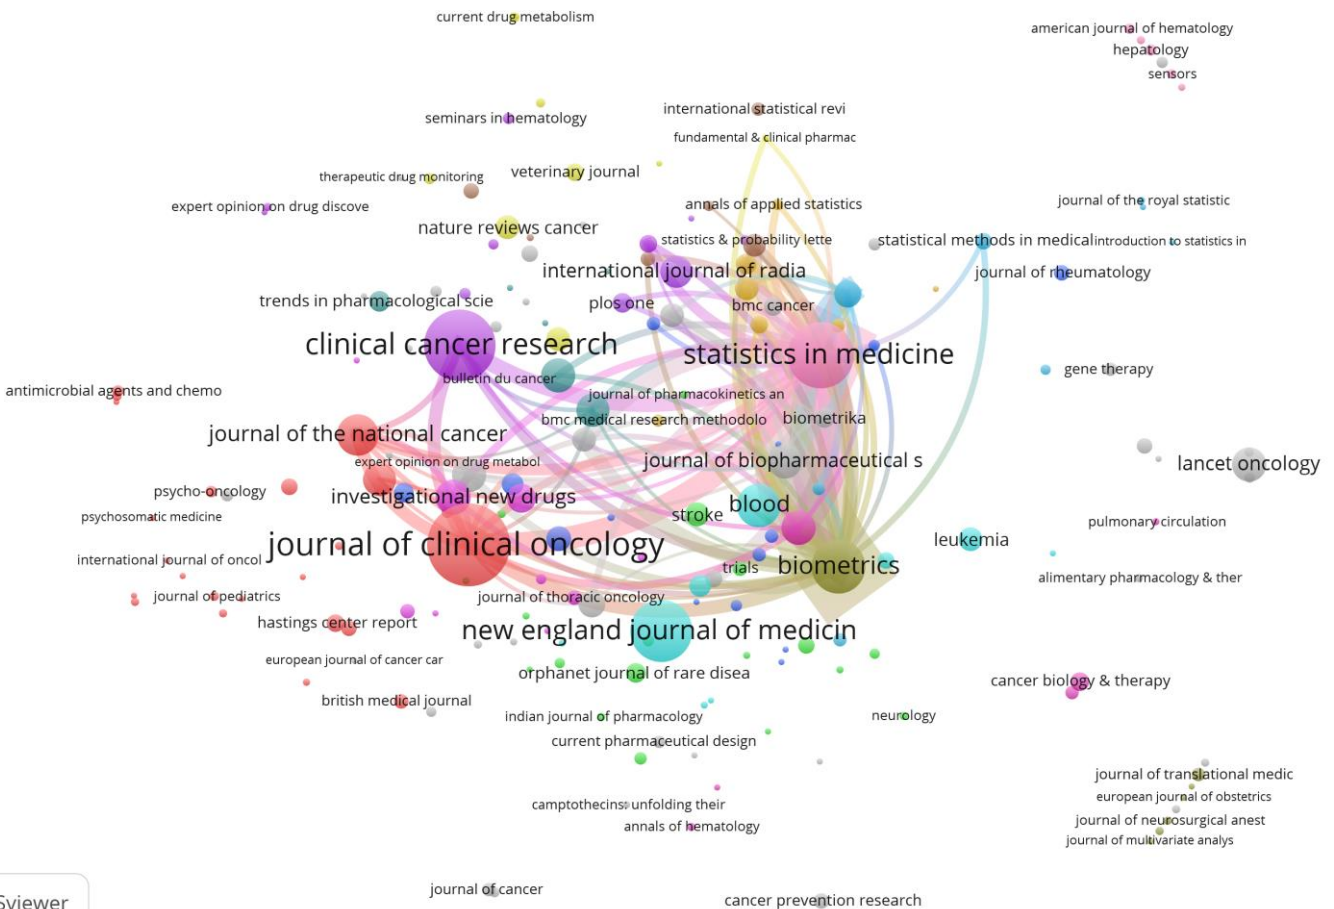 current drug metabolism
american journal of hematology
hepatology
sensors
international statistical revi
seminars in hematology
fundamental & clinical pharmac
veterinary journal
therapeutic drug monitoring
journal of the royal statistic
annals of applied statistics
expert opinion on drug discove
nature reviews cancer
statistics & probability lette
statistical methods in medical
introduction to statistics in
international journal of radia
journal of rheumatology
trends in pharmacological scie
plos one
bmc cancer
clinical cancer research
statistics in medicine
gene therapy
bulletin du cancer
antimicrobial agents and chemo
journal of pharmacokinetics an
bmc medical research methodolo
biometrika
journal of the national cancer
expert opinion on drug metabol
journal of biopharmaceutical s
lancet oncology
psycho-oncology
investigational new drugs
blood
stroke
psychosomatic medicine
pulmonary circulation
leukemia
journal of clinical oncology
international journal of oncol
trials
biometrics
alimentary pharmacology & ther
journal of pediatrics
journal of thoracic oncology
hastings center report
new england journal of medicin
european journal of cancer car
orphanet journal of rare disea
cancer biology & therapy
british medical journal
indian journal of pharmacology
neurology
current pharmaceutical design
journal of translational medic
european journal of obstetrics
camptothecins: unfolding their
journal of neurosurgical anest
annals of hematology
journal of multivariate analys
journal of cancer
cancer prevention research
Sviewer